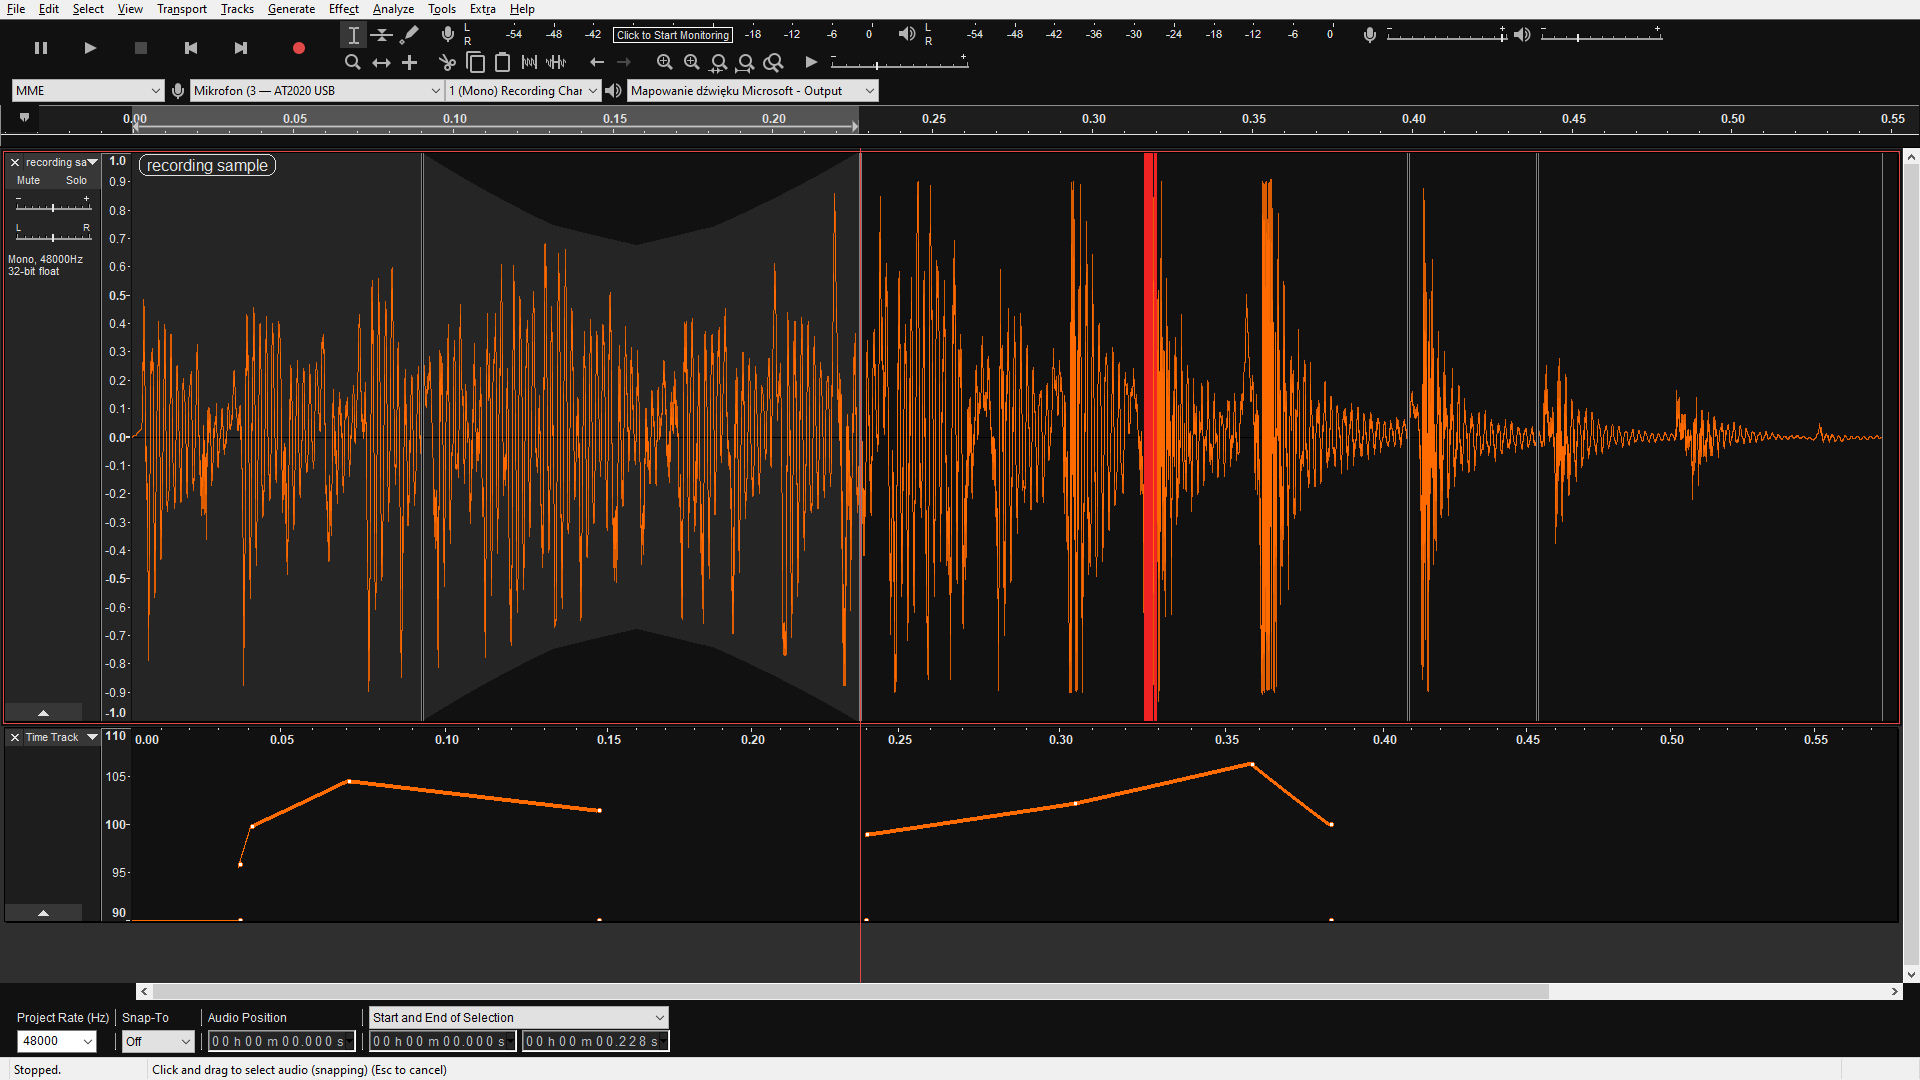 File Edit Select View Transport Tracks Generate Effect Analyze Tools Extra Help
L R -54 -48 -42 Click to Start Monitoring -18 -12 -6 0 L R -54 -48 -42 -36 -30 -24 -18 -12 -6 0
MME Mikrofon (3 — AT2020 USB 1 (Mono) Recording Char Mapowanie dźwięku Microsoft - Output
0.00 0.05 0.10 0.15 0.20 0.25 0.30 0.35 0.40 0.45 0.50 0.55
recording sa
Mute Solo
- +
L R
Mono, 48000Hz
32-bit float
1.0
0.9
0.8
0.7
0.6
0.5
0.4
0.3
0.2
0.1
0.0
-0.1
-0.2
-0.3
-0.4
-0.5
-0.6
-0.7
-0.8
-0.9
-1.0
recording sample
Time Track
110
105
100
95
90
0.00 0.05 0.10 0.15 0.20 0.25 0.30 0.35 0.40 0.45 0.50 0.55
Project Rate (Hz) Snap-To Audio Position Start and End of Selection
48000 Off 00 h 00 m 00.000 s 00 h 00 m 00.000 s 00 h 00 m 00.228 s
Stopped. Click and drag to select audio (snapping) (Esc to cancel)